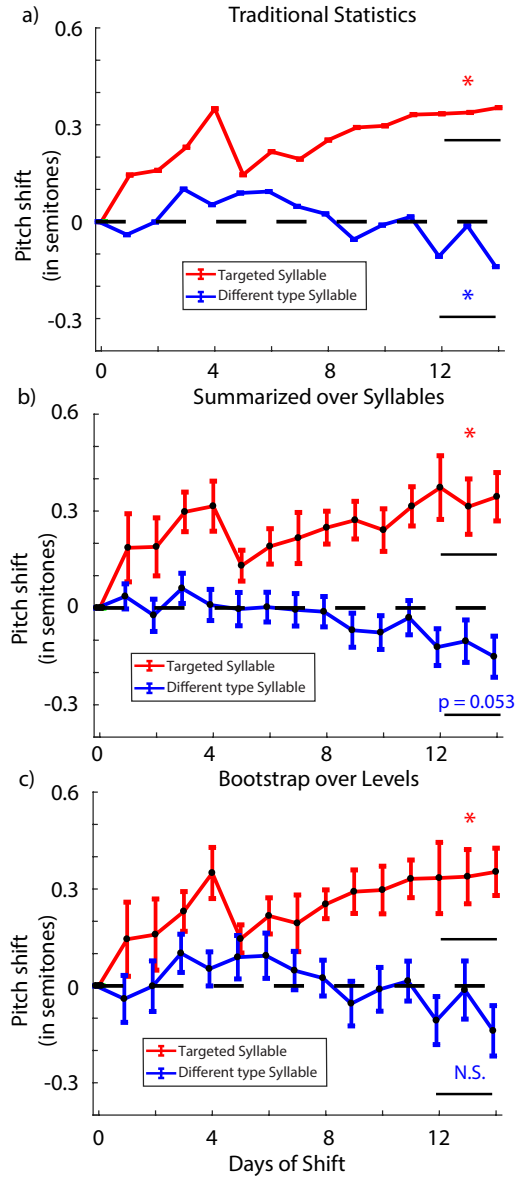 a)
Traditional Statistics
0.6
0.3
0
-0.3
Pitch shift
(in semitones)
*
Targeted Syllable
Different type Syllable
*
0
4
8
12
b)
Summarized over Syllables
0.6
0.3
0
-0.3
Pitch shift
(in semitones)
*
Targeted Syllable
Different type Syllable
p = 0.053
0
4
8
12
c)
Bootstrap over Levels
0.6
0.3
0
-0.3
Pitch shift
(in semitones)
*
Targeted Syllable
Different type Syllable
N.S.
0
4
8
12
Days of Shift